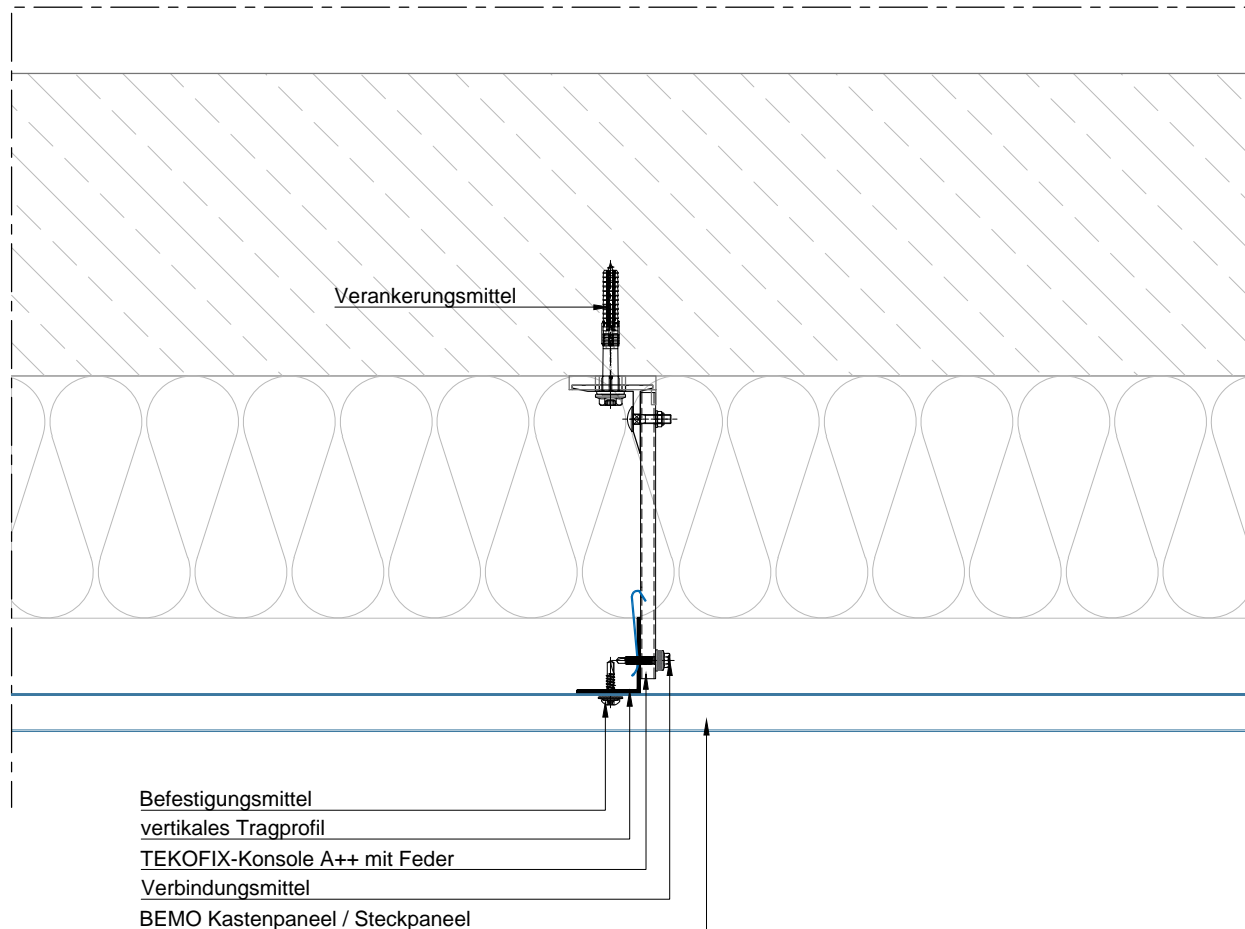 Verankerungsmittel
Befestigungsmittel
vertikales Tragprofil
TEKOFIX-Konsole A++ mit Feder
Verbindungsmittel
BEMO Kastenpaneel / Steckpaneel